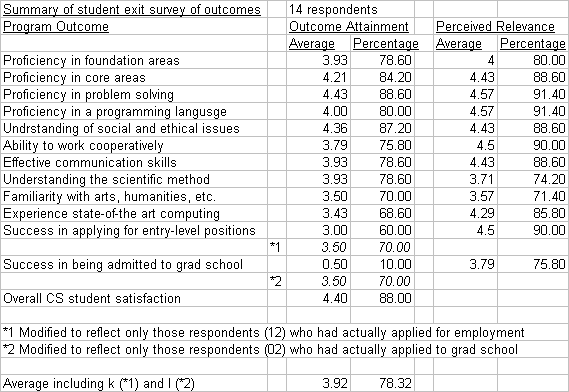 Summary of student exit survey of outcomes 14 respondents
Program Outcome Outcome Attainment Perceived Relevance
Average Percentage Average Percentage
Proficiency in foundation areas 3.93 78.60 4 80.00
Proficiency in core areas 4.21 84.20 4.43 88.60
Proficiency in problem solving 4.43 88.60 4.57 91.40
Proficiency in a programming langusge 4.00 80.00 4.57 91.40
Undrstanding of social and ethical issues 4.36 87.20 4.43 88.60
Ability to work cooperatively 3.79 75.80 4.5 90.00
Effective communication skills 3.93 78.60 4.43 88.60
Understanding the scientific method 3.93 78.60 3.71 74.20
Familiarity with arts, humanities, etc. 3.50 70.00 3.57 71.40
Experience state-of-the art computing 3.43 68.60 4.29 85.80
Success in applying for entry-level positions 3.00 60.00 4.5 90.00
*1 3.50 70.00
Success in being admitted to grad school 0.50 10.00 3.79 75.80
*2 3.50 70.00
Overall CS student satisfaction 4.40 88.00
*1 Modified to reflect only those respondents (12) who had actually applied for employment
*2 Modified to reflect only those respondents (02) who had actually applied to grad school
Average including k (*1) and l (*2) 3.92 78.32